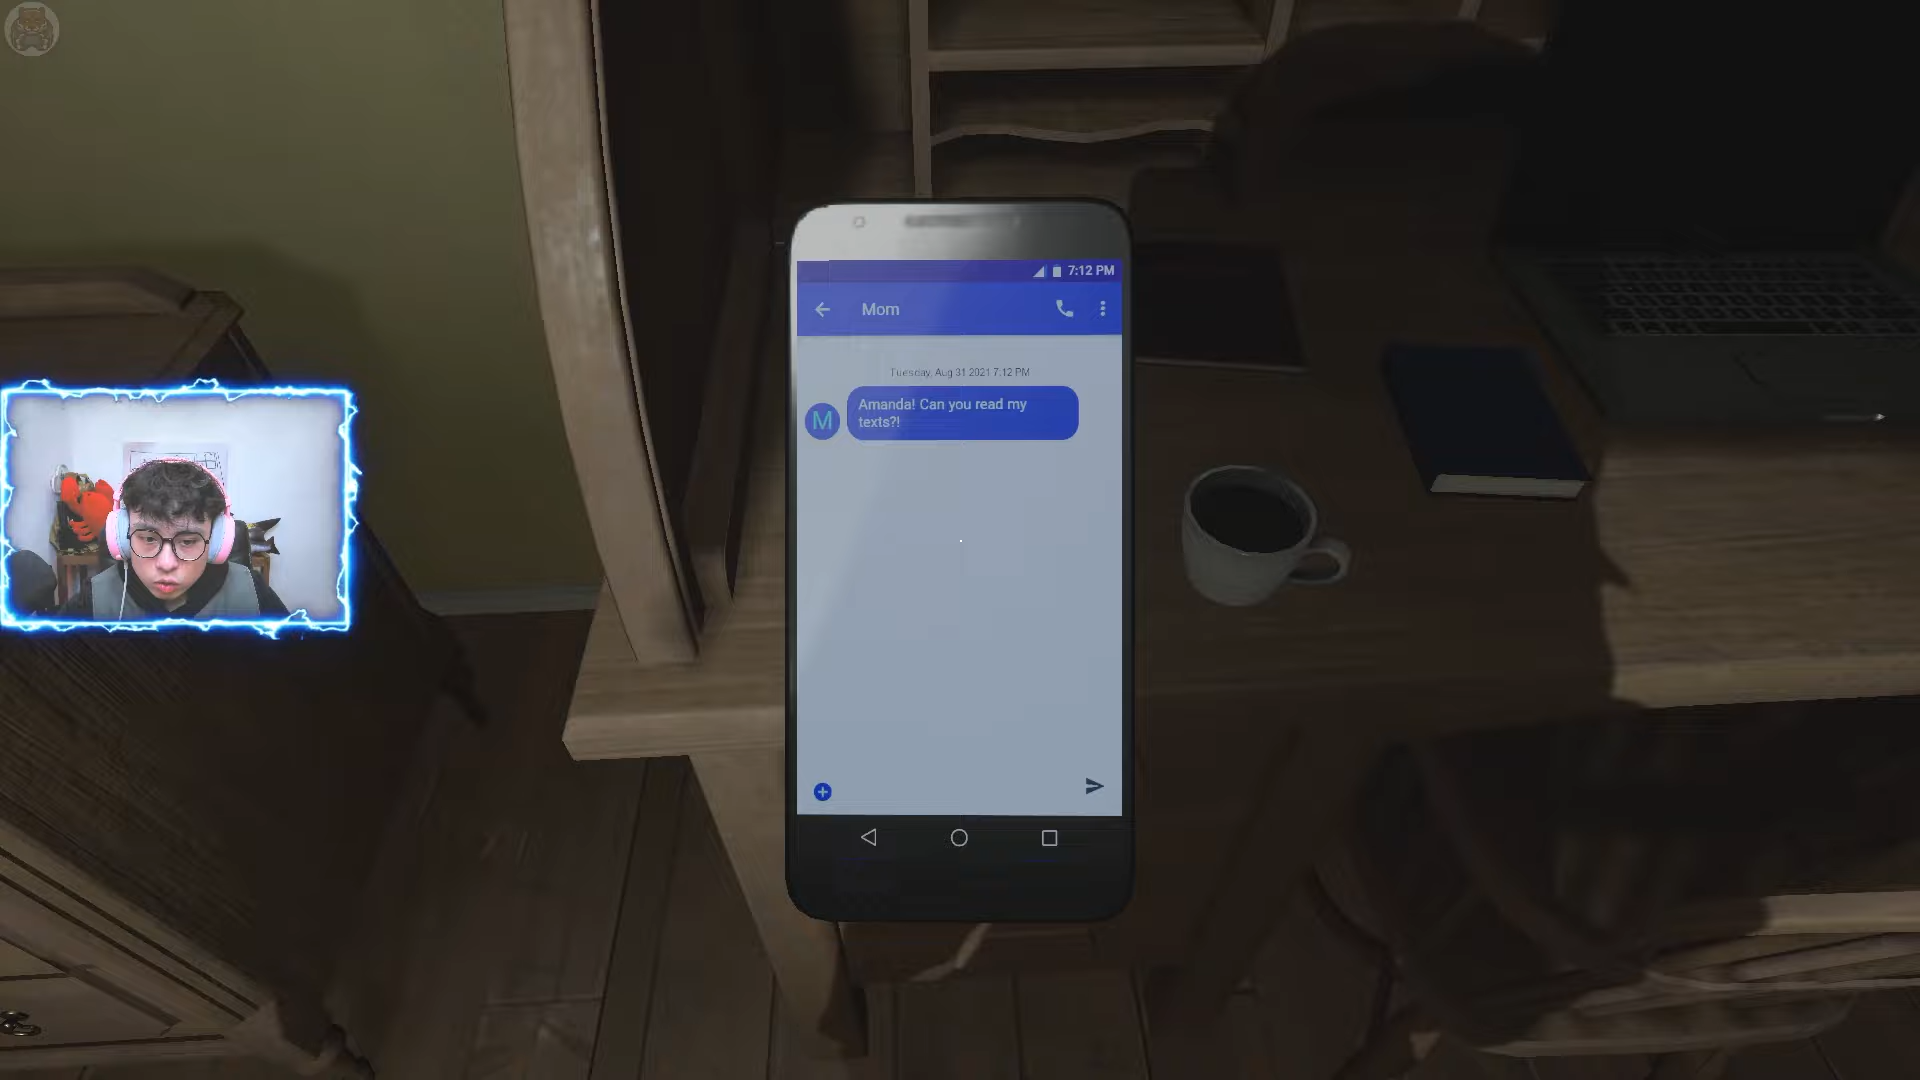 7:12 PM
Mom
Tuesday, Aug 31 2021 7:12 PM
M
Amanda! Can you read my
texts?!